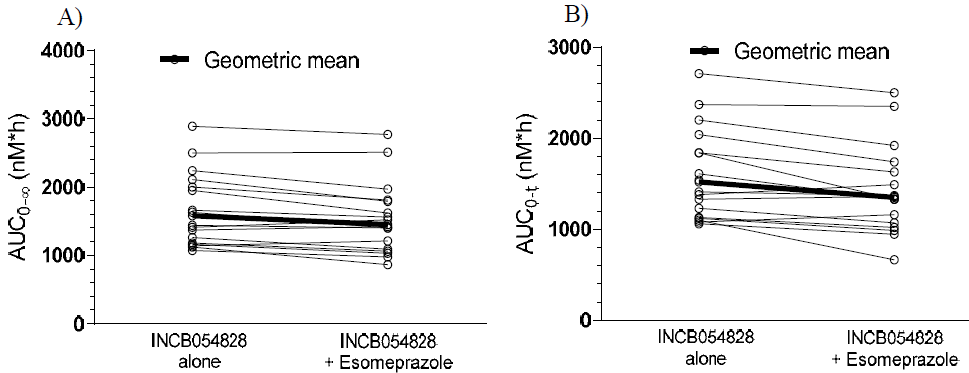 A)
4000
3000
2000
1000
0
AUC0-∞ (nM*h)
Geometric mean
INCB054828
alone
INCB054828
+ Esomeprazole
B)
3000
2000
1000
0
AUC0-t (nM*h)
Geometric mean
INCB054828
alone
INCB054828
+ Esomeprazole